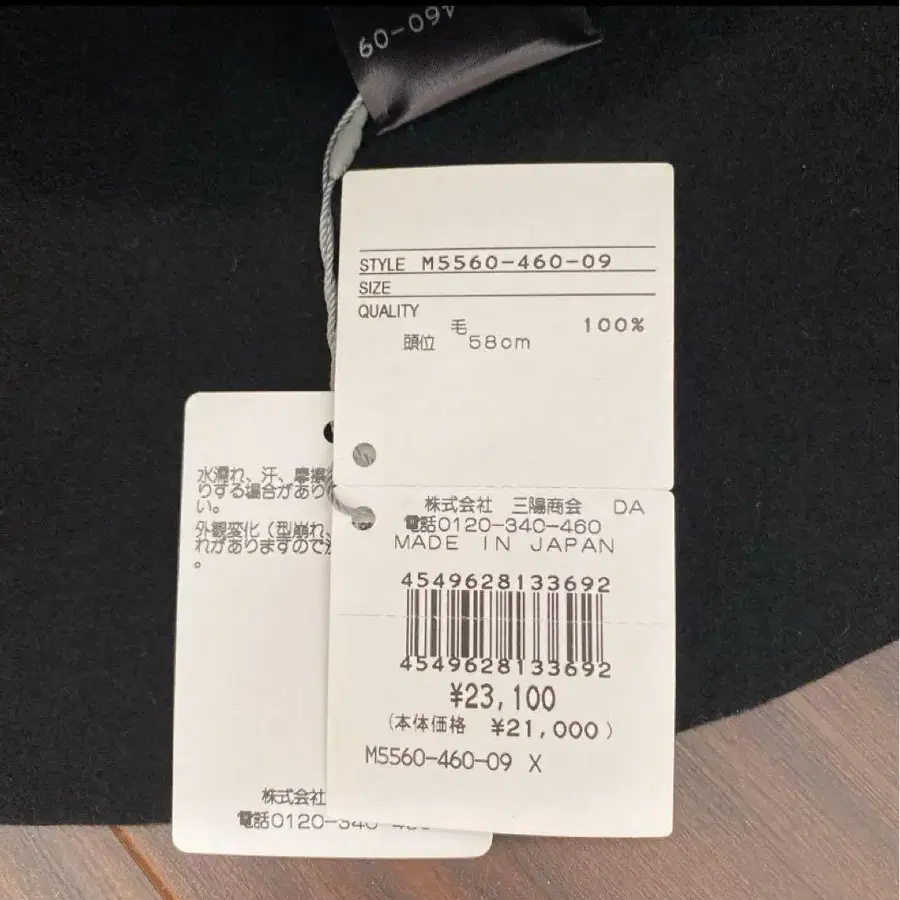 460-09
STYLE M5560-460-09
SIZE
QUALITY
毛 100%
頭位 58cm
水濡れ、汗、摩擦
りする場合があり
い。
外観変化（型崩れ、
れがありますので
。
株式会社 三陽商会 DA
電話0120-340-460
MADE IN JAPAN
4549628133692
4549628133692
¥23,100
(本体価格 ¥21,000)
M5560-460-09 X
株式会社
電話0120-340-460